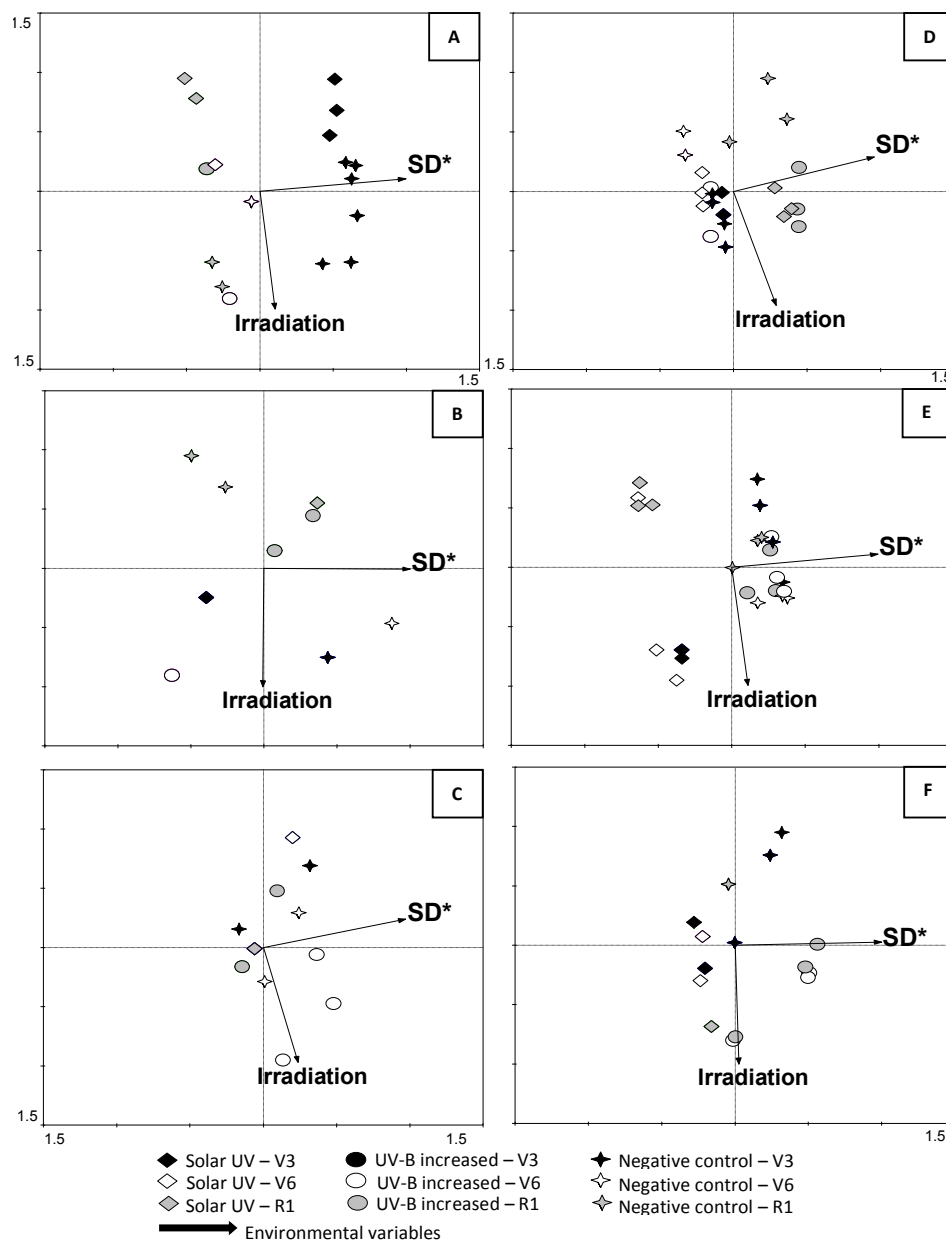 1.5
A
D
SD*
SD*
Irradiation
Irradiation
1.5
1.5
1.5
1.5
B
E
SD*
SD*
Irradiation
Irradiation
C
F
SD*
SD*
Irradiation
Irradiation
1.5
1.5
1.5
1.5
Solar UV – V3
UV-B increased – V3
Negative control – V3
Solar UV – V6
UV-B increased – V6
Negative control – V6
Solar UV – R1
UV-B increased – R1
Negative control – R1
Environmental variables